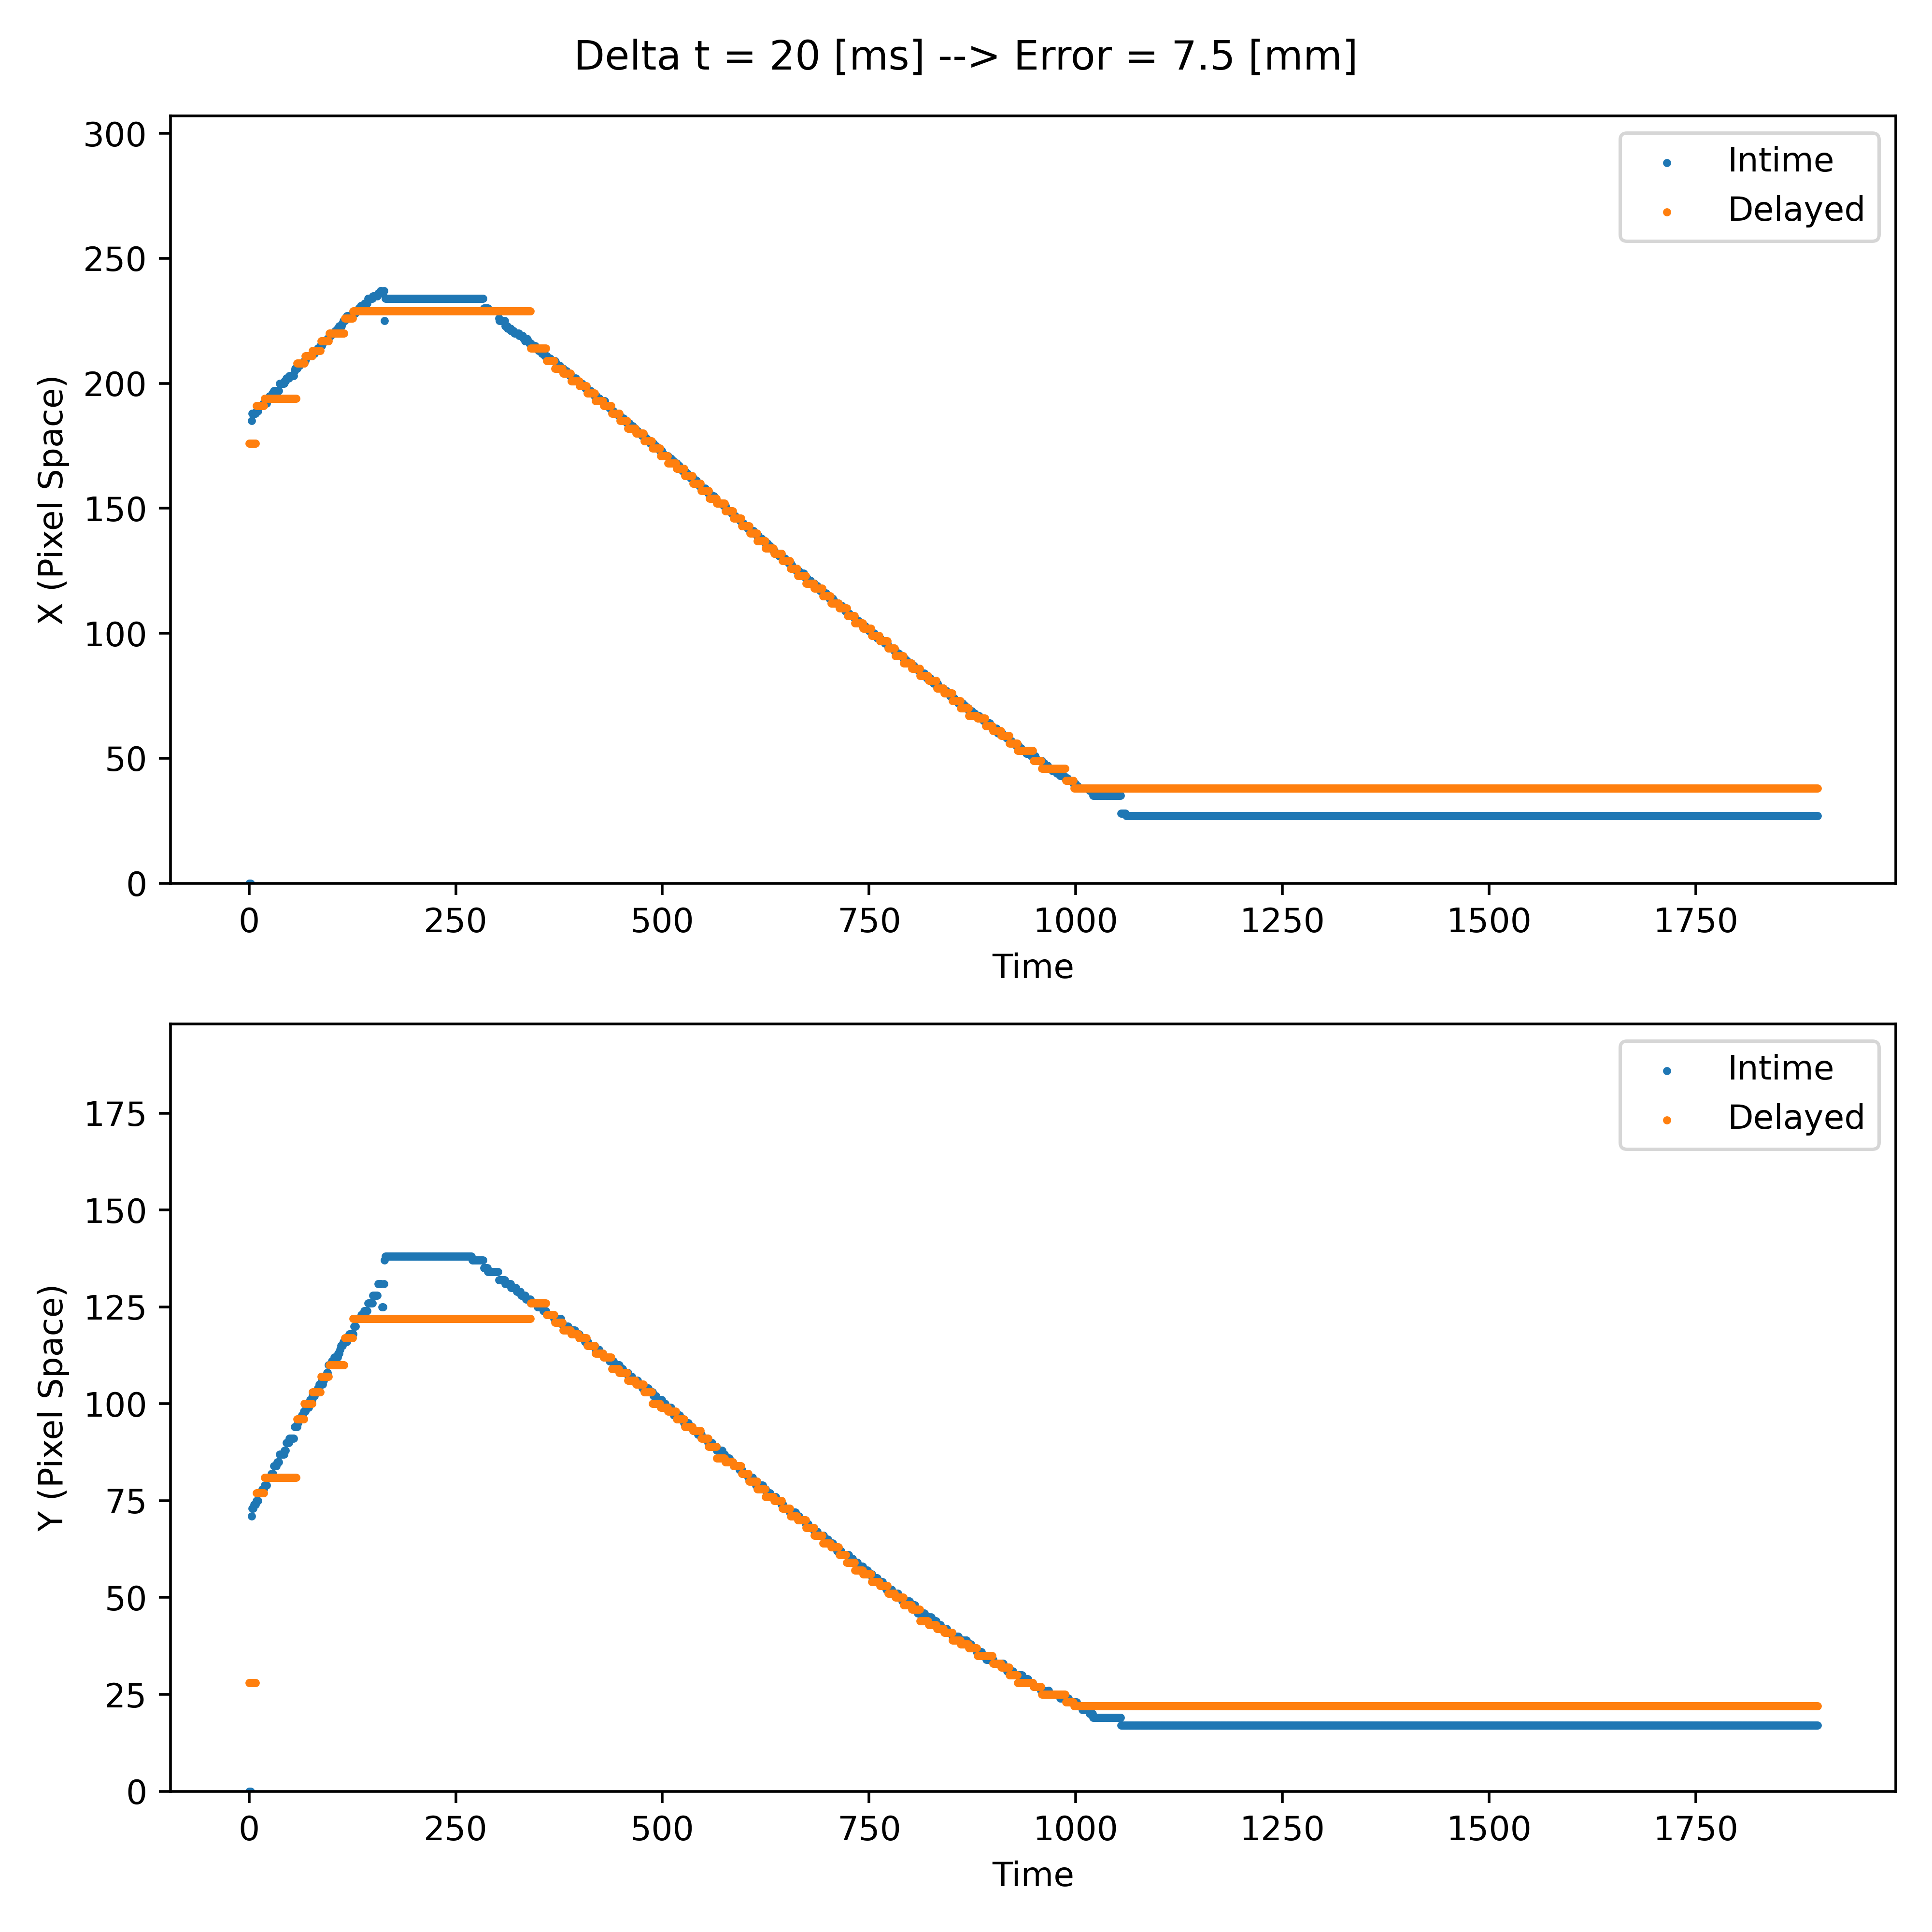 Delta t = 20 [ms] --> Error = 7.5 [mm]
300
250
200
150
100
50
0
X (Pixel Space)
Intime
Delayed
0 250 500 750 1000 1250 1500 1750
Time
175
150
125
100
75
50
25
0
Y (Pixel Space)
Intime
Delayed
0 250 500 750 1000 1250 1500 1750
Time